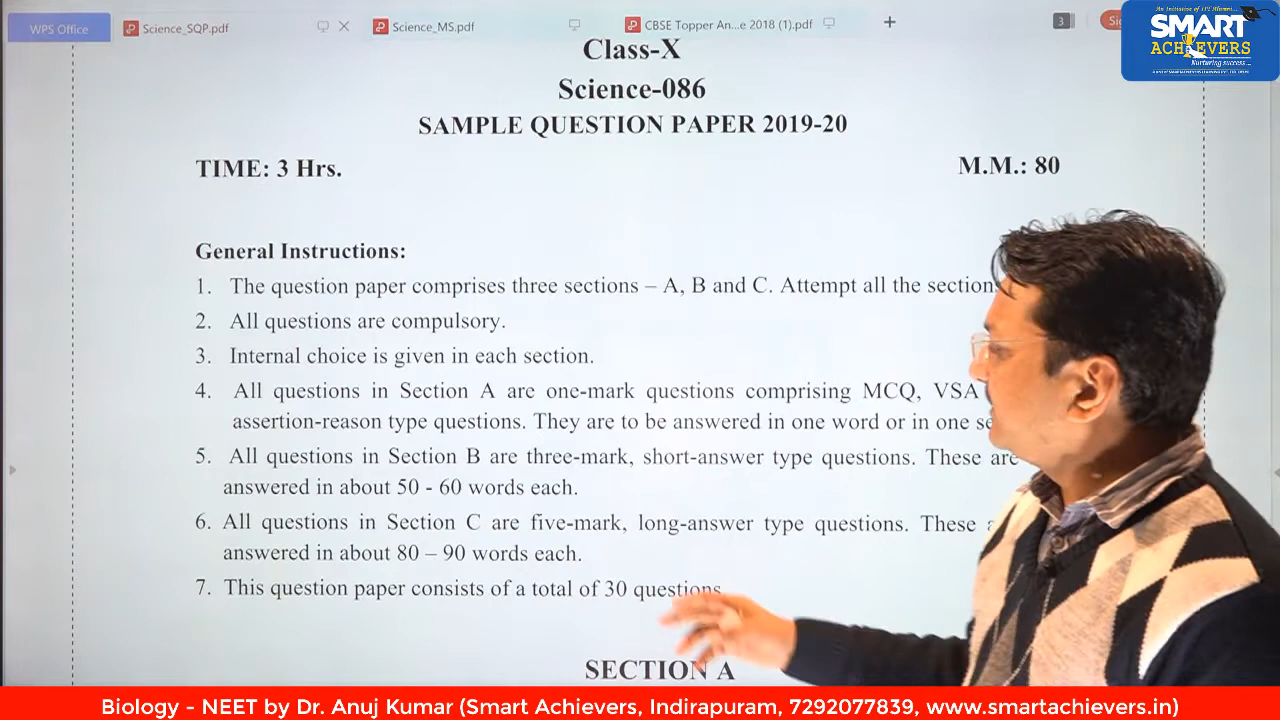 WPS Office
Science_SQP.pdf
Science_MS.pdf
CBSE Topper An...e 2018 (1).pdf
3
An Initiative of IIT Alumni...
SMART
ACHIEVERS
Nurturing success...
Class-X
Science-086
SAMPLE QUESTION PAPER 2019-20
TIME: 3 Hrs.
M.M.: 80
General Instructions:
1. The question paper comprises three sections – A, B and C. Attempt all the section
2. All questions are compulsory.
3. Internal choice is given in each section.
4. All questions in Section A are one-mark questions comprising MCQ, VSA
assertion-reason type questions. They are to be answered in one word or in one se
5. All questions in Section B are three-mark, short-answer type questions. These are
answered in about 50 - 60 words each.
6. All questions in Section C are five-mark, long-answer type questions. These a
answered in about 80 – 90 words each.
7. This question paper consists of a total of 30 questions
SECTION A
Biology - NEET by Dr. Anuj Kumar (Smart Achievers, Indirapuram, 7292077839, www.smartachievers.in)